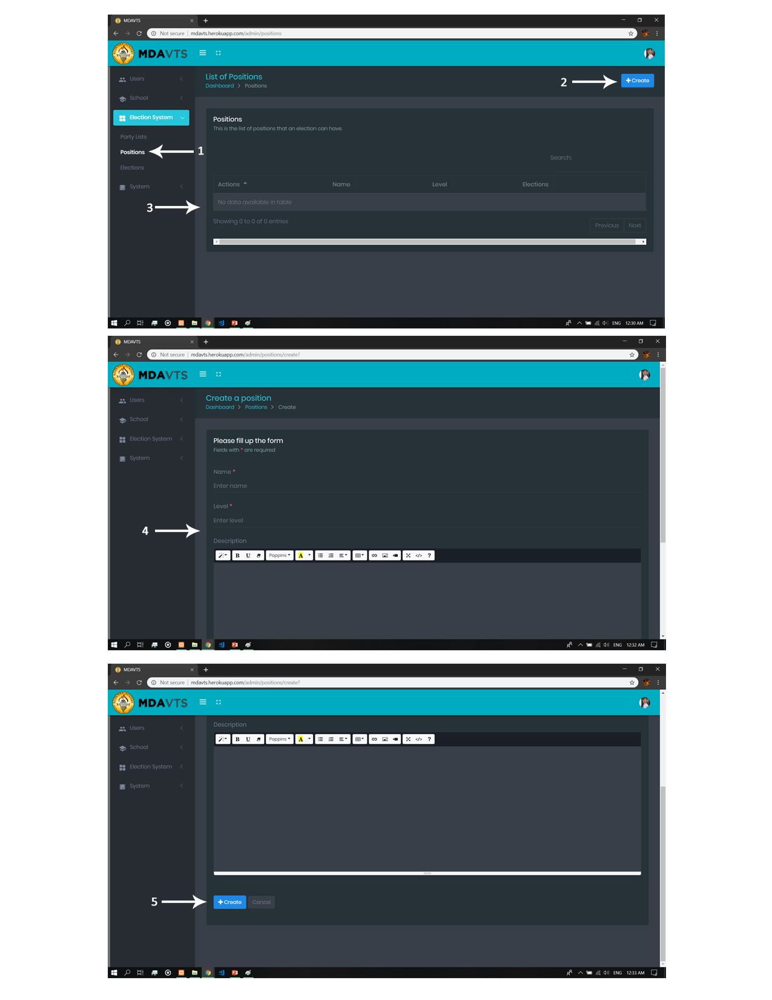 MDAVTS
Not secure | mdavts.herokuapp.com/admin/positions
MDAVTS
Users
List of Positions
Dashboard > Positions
2
Create
School
Election System
Positions
This is the list of positions that an election can have.
Party Lists
Positions
1
Elections
Search:
System
Actions Name Level Elections
3
No data available in table
Showing 0 to 0 of 0 entries
Previous Next
ENG 12:30 AM
MDAVTS
Not secure | mdavts.herokuapp.com/admin/positions/create?
MDAVTS
Users
Create a position
Dashboard > Positions > Create
School
Election System
Please fill up the form
Fields with * are required
System
Name *
Enter name
Level *
Enter level
4
Description
B U Poppins A </> ?
ENG 12:32 AM
MDAVTS
Not secure | mdavts.herokuapp.com/admin/positions/create?
MDAVTS
Users
Description
B U Poppins A </> ?
School
Election System
System
5
Create Cancel
ENG 12:33 AM